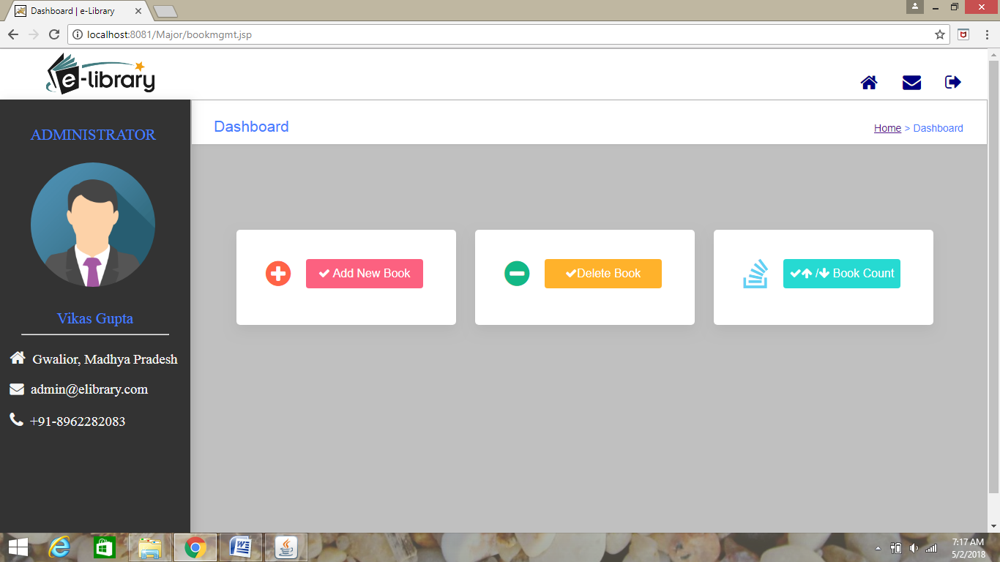 Dashboard | e-Library
localhost:8081/Major/bookmgmt.jsp
e-library
ADMINISTRATOR
Vikas Gupta
Gwalior, Madhya Pradesh
admin@elibrary.com
+91-8962282083
Dashboard
Home > Dashboard
Add New Book
Delete Book
/ Book Count
7:17 AM
5/2/2018